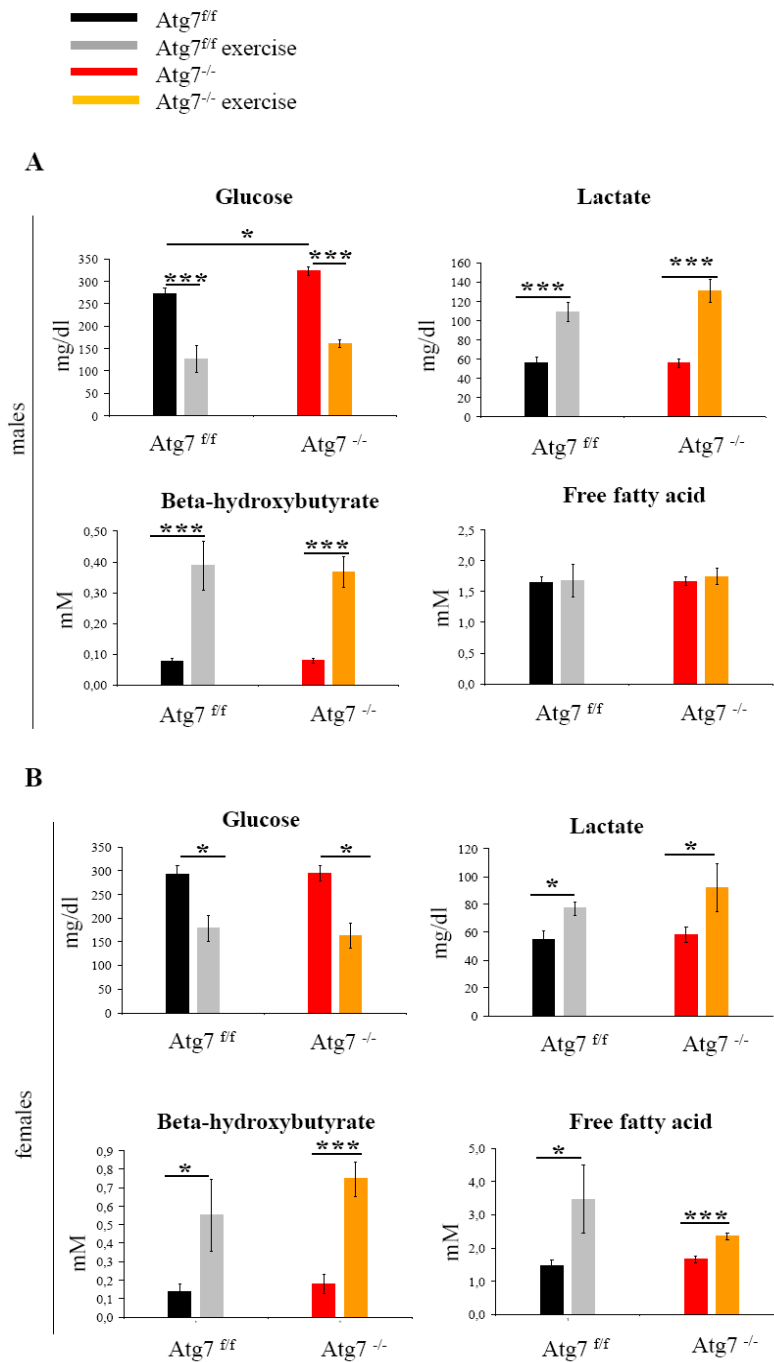 Atg7f/f
Atg7f/f exercise
Atg7-/-
Atg7-/- exercise
A
males
Glucose
mg/dl
350
300
250
200
150
100
50
0
***
*
***
Atg7 f/f
Atg7 -/-
Lactate
mg/dl
160
140
120
100
80
60
40
20
0
***
***
Atg7 f/f
Atg7 -/-
Beta-hydroxybutyrate
mM
0,50
0,40
0,30
0,20
0,10
0,00
***
***
Atg7 f/f
Atg7 -/-
Free fatty acid
mM
2,5
2,0
1,5
1,0
0,5
0,0
Atg7 f/f
Atg7 -/-
B
females
Glucose
mg/dl
350
300
250
200
150
100
50
0
*
*
Atg7 f/f
Atg7 -/-
Lactate
mg/dl
120
100
80
60
40
20
0
*
*
Atg7 f/f
Atg7 -/-
Beta-hydroxybutyrate
mM
0,9
0,8
0,7
0,6
0,5
0,4
0,3
0,2
0,1
0,0
*
***
Atg7 f/f
Atg7 -/-
Free fatty acid
mM
5,0
4,0
3,0
2,0
1,0
0,0
*
***
Atg7 f/f
Atg7 -/-